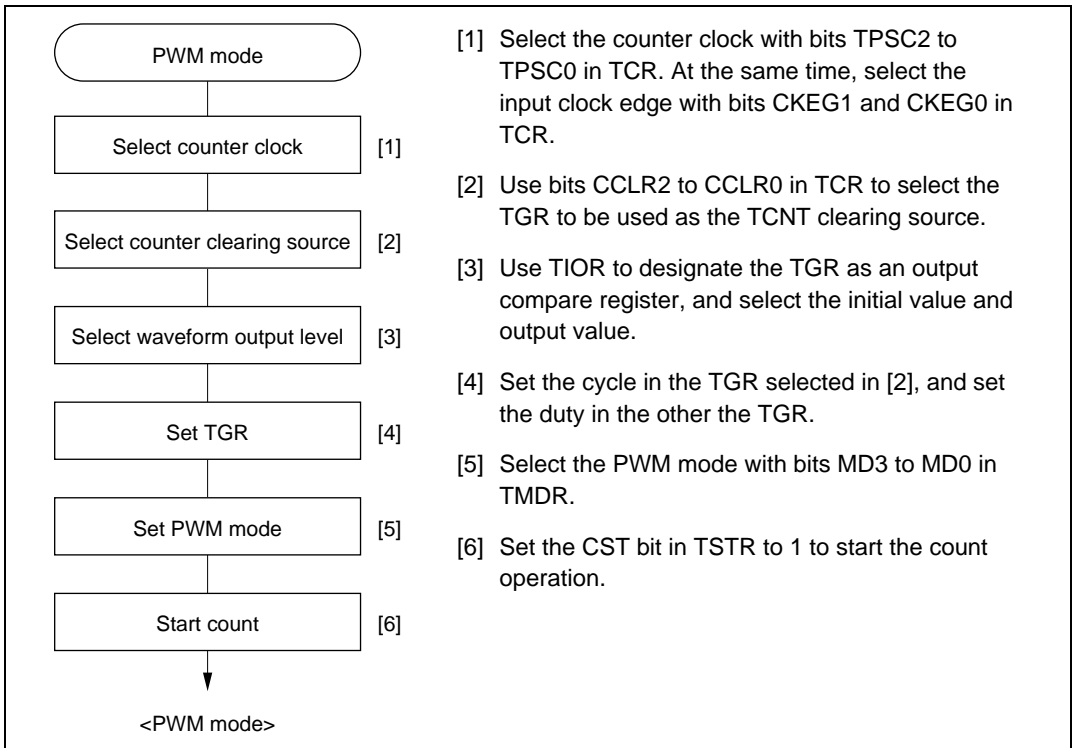 PWM mode
Select counter clock [1]
Select counter clearing source [2]
Select waveform output level [3]
Set TGR [4]
Set PWM mode [5]
Start count [6]
<PWM mode>
[1] Select the counter clock with bits TPSC2 to
TPSC0 in TCR. At the same time, select the
input clock edge with bits CKEG1 and CKEG0 in
TCR.
[2] Use bits CCLR2 to CCLR0 in TCR to select the
TGR to be used as the TCNT clearing source.
[3] Use TIOR to designate the TGR as an output
compare register, and select the initial value and
output value.
[4] Set the cycle in the TGR selected in [2], and set
the duty in the other the TGR.
[5] Select the PWM mode with bits MD3 to MD0 in
TMDR.
[6] Set the CST bit in TSTR to 1 to start the count
operation.